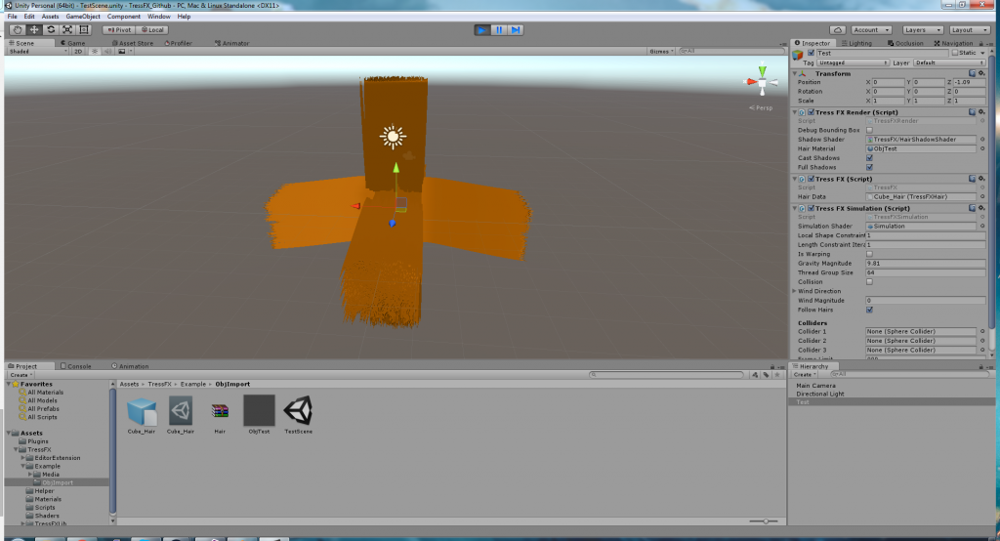 Unity Personal (64bit) - TestScene.unity - TressFX_Github - PC, Mac & Linux Standalone <DX11>
File Edit Assets GameObject Component Window Help
Pivot Local Account Layers Layout
Scene Game Asset Store Profiler Animator
Shaded 2D Gizmos All
Persp
Inspector Lighting Occlusion Navigation
Test Static
Tag Untagged Layer Default
Transform
Position X 0 Y 0 Z -1.09
Rotation X 0 Y 0 Z 0
Scale X 1 Y 1 Z 1
Tress FX Render (Script)
Script TressFXRender
Debug Bounding Box
Shadow Shader TressFX/HairShadowShader
Hair Material ObjTest
Cast Shadows
Full Shadows
Tress FX (Script)
Script TressFX
Hair Data Cube_Hair (TressFXHair)
Tress FX Simulation (Script)
Script TressFXSimulation
Simulation Shader Simulation
Local Shape Constraint 1
Length Constraint Itera 1
Is Warping
Gravity Magnitude 9.81
Thread Group Size 64
Collision
Wind Direction
Wind Magnitude 0
Follow Hairs
Colliders
Collider 1 None (Sphere Collider)
Collider 2 None (Sphere Collider)
Collider 3 None (Sphere Collider)
Project Console Animation
Create
Favorites
All Materials
All Models
All Prefabs
All Scripts
Assets
Plugins
TressFX
EditorExtension
Example
Media
ObjImport
Helper
Materials
Scripts
Shaders
TressFXLib
Assets TressFX Example ObjImport
Cube_Hair Cube_Hair Hair ObjTest TestScene
Hierarchy
Create All
Main Camera
Directional Light
Test